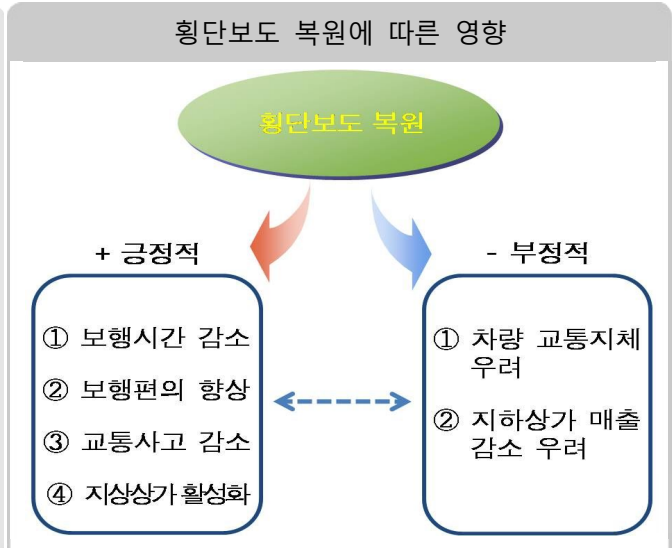 횡단보도 복원에 따른 영향
횡단보도 복원
+ 긍정적
① 보행시간 감소
② 보행편의 향상
③ 교통사고 감소
④ 지상상가 활성화
- 부정적
① 차량 교통지체
우려
② 지하상가 매출
감소 우려